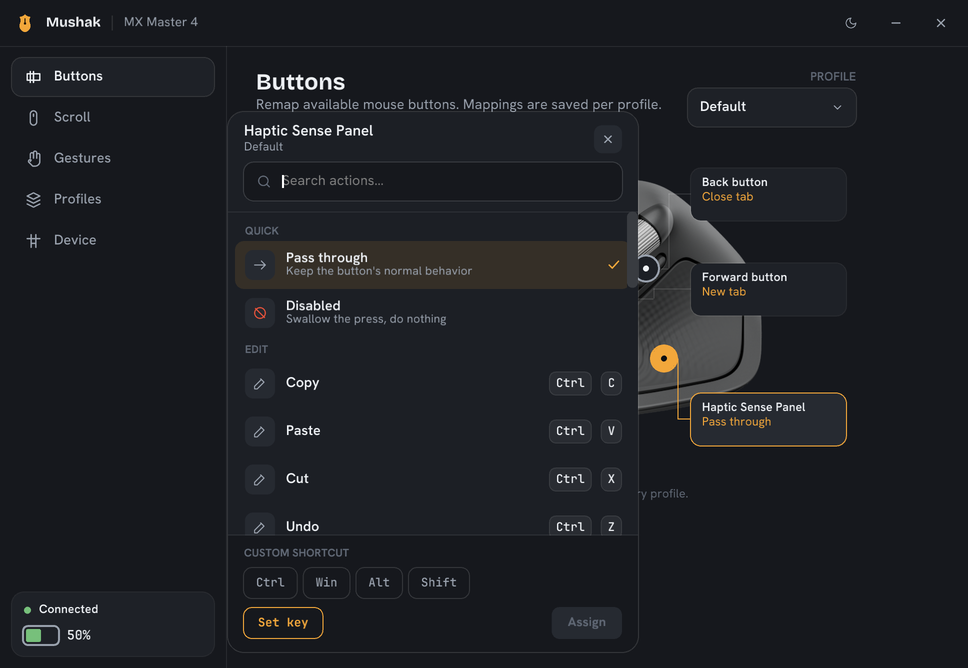 Mushak
MX Master 4
Buttons
Scroll
Gestures
Profiles
Device
Connected
50%
Buttons
Remap available mouse buttons. Mappings are saved per profile.
PROFILE
Default
Haptic Sense Panel
Default
Search actions...
QUICK
Pass through
Keep the button's normal behavior
Disabled
Swallow the press, do nothing
EDIT
Copy Ctrl C
Paste Ctrl V
Cut Ctrl X
Undo Ctrl Z
CUSTOM SHORTCUT
Ctrl Win Alt Shift
Set key Assign
Back button
Close tab
Forward button
New tab
Haptic Sense Panel
Pass through
profile.